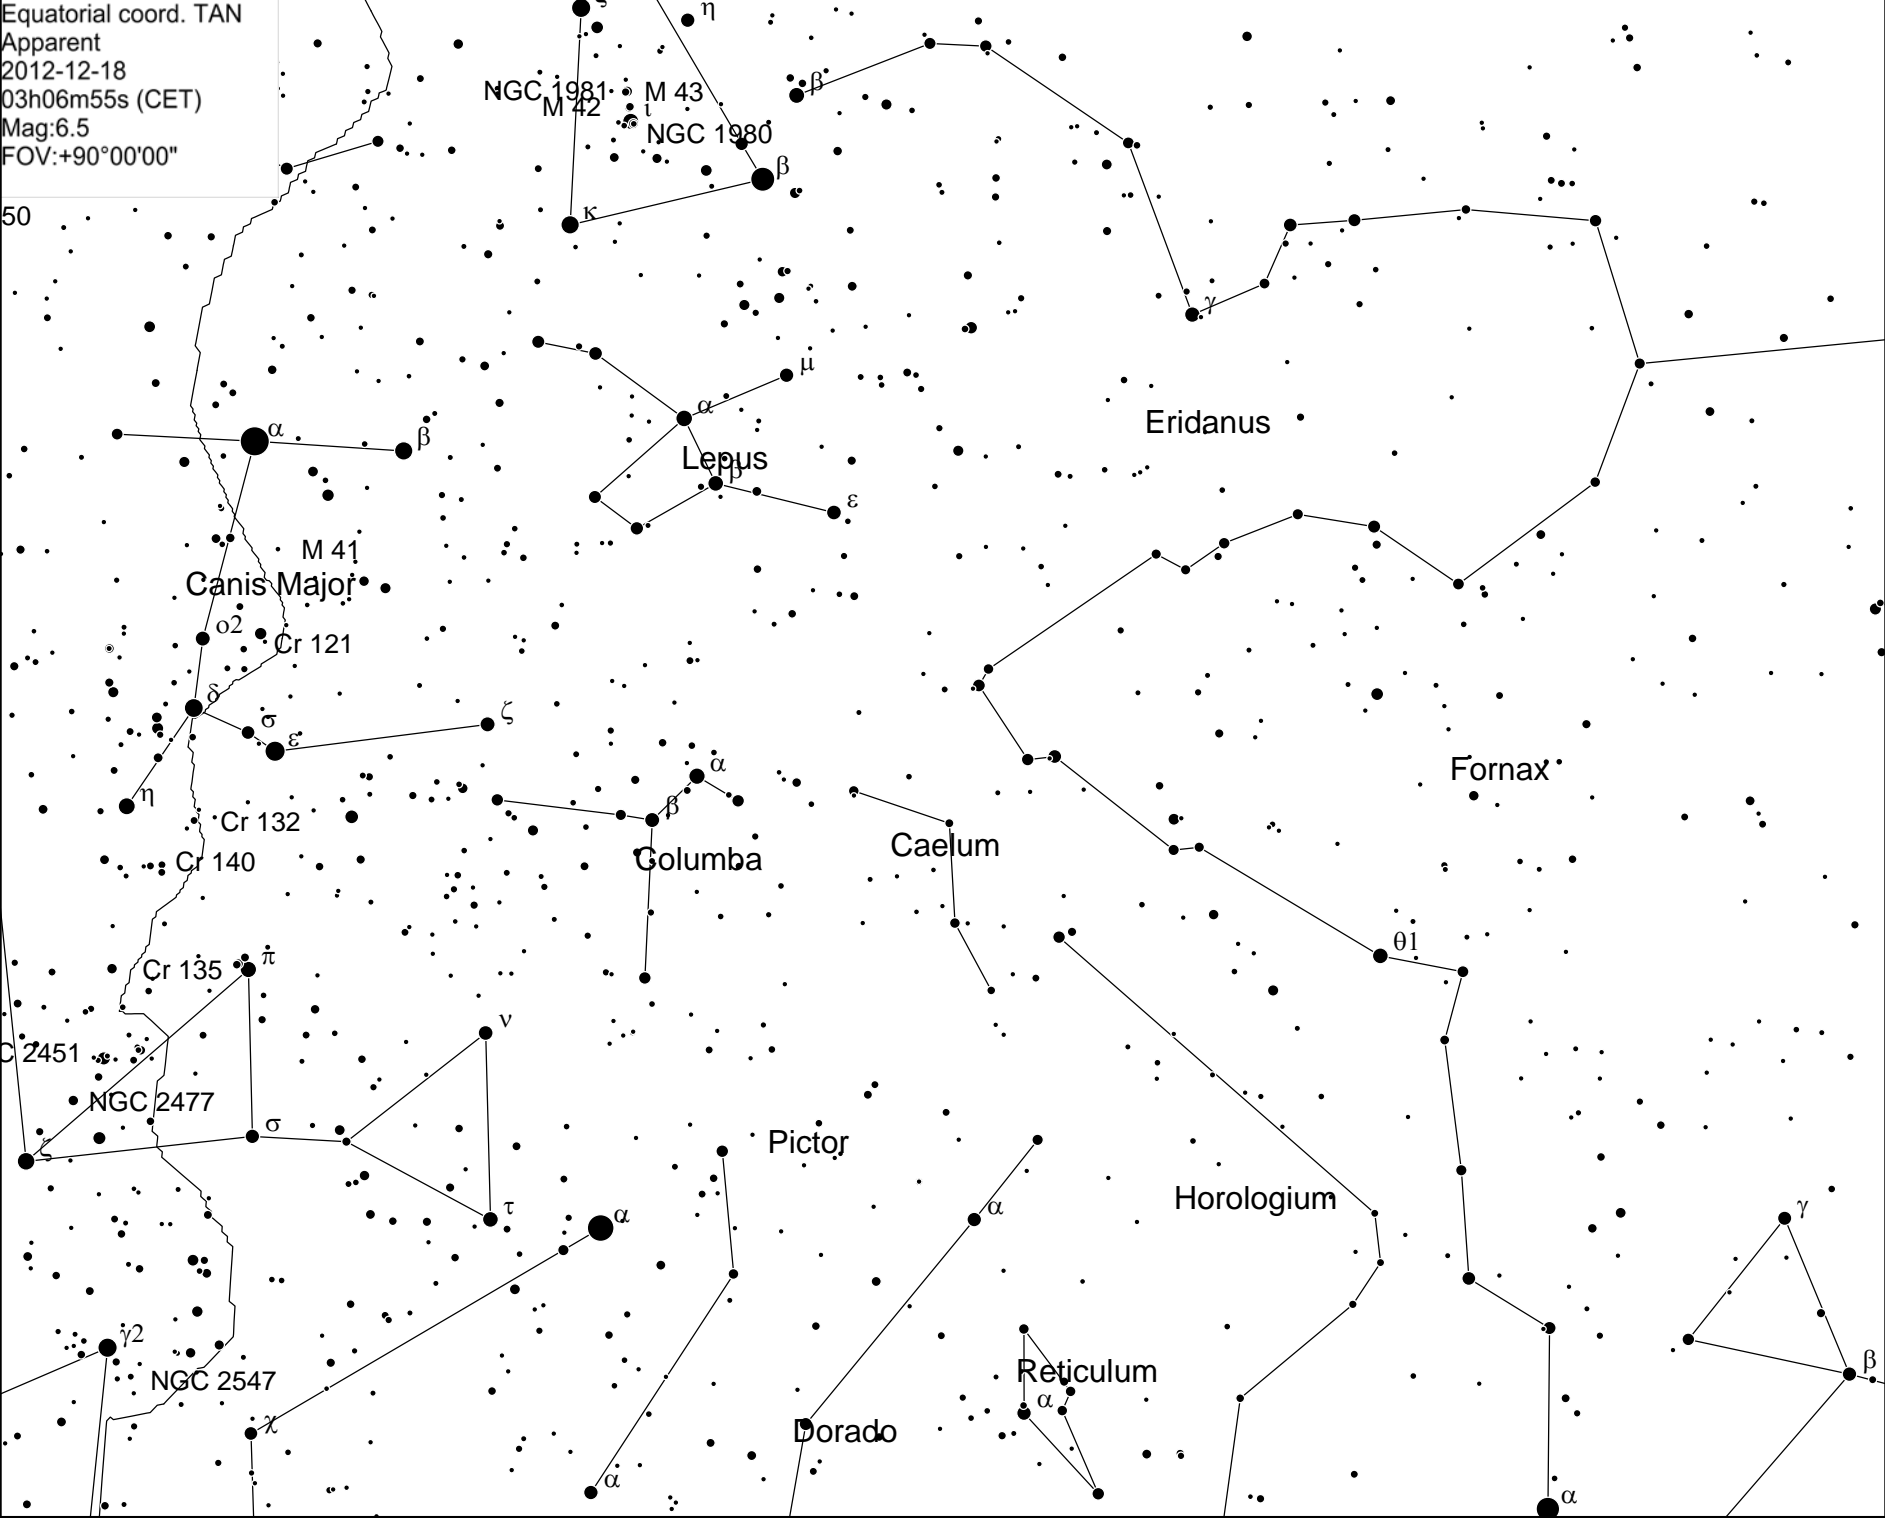 Equatorial coord. TAN
Apparent
2012-12-18
03h06m55s (CET)
Mag:6.5
FOV:+90°00'00"
50
η
β
NGC 1981
M 43
M 42
ι
NGC 1980
β
κ
γ
μ
α
Eridanus
α
β
Lepus
β
ε
M 41
Canis Major
ο2
Cr 121
δ
σ
ε
ζ
α
Fornax
η
β
Cr 132
Columba
Caelum
Cr 140
θ1
π
Cr 135
ν
C 2451
NGC 2477
σ
Pictor
ζ
Horologium
τ
α
α
γ
γ2
NGC 2547
Reticulum
β
α
χ
Dorado
α
α